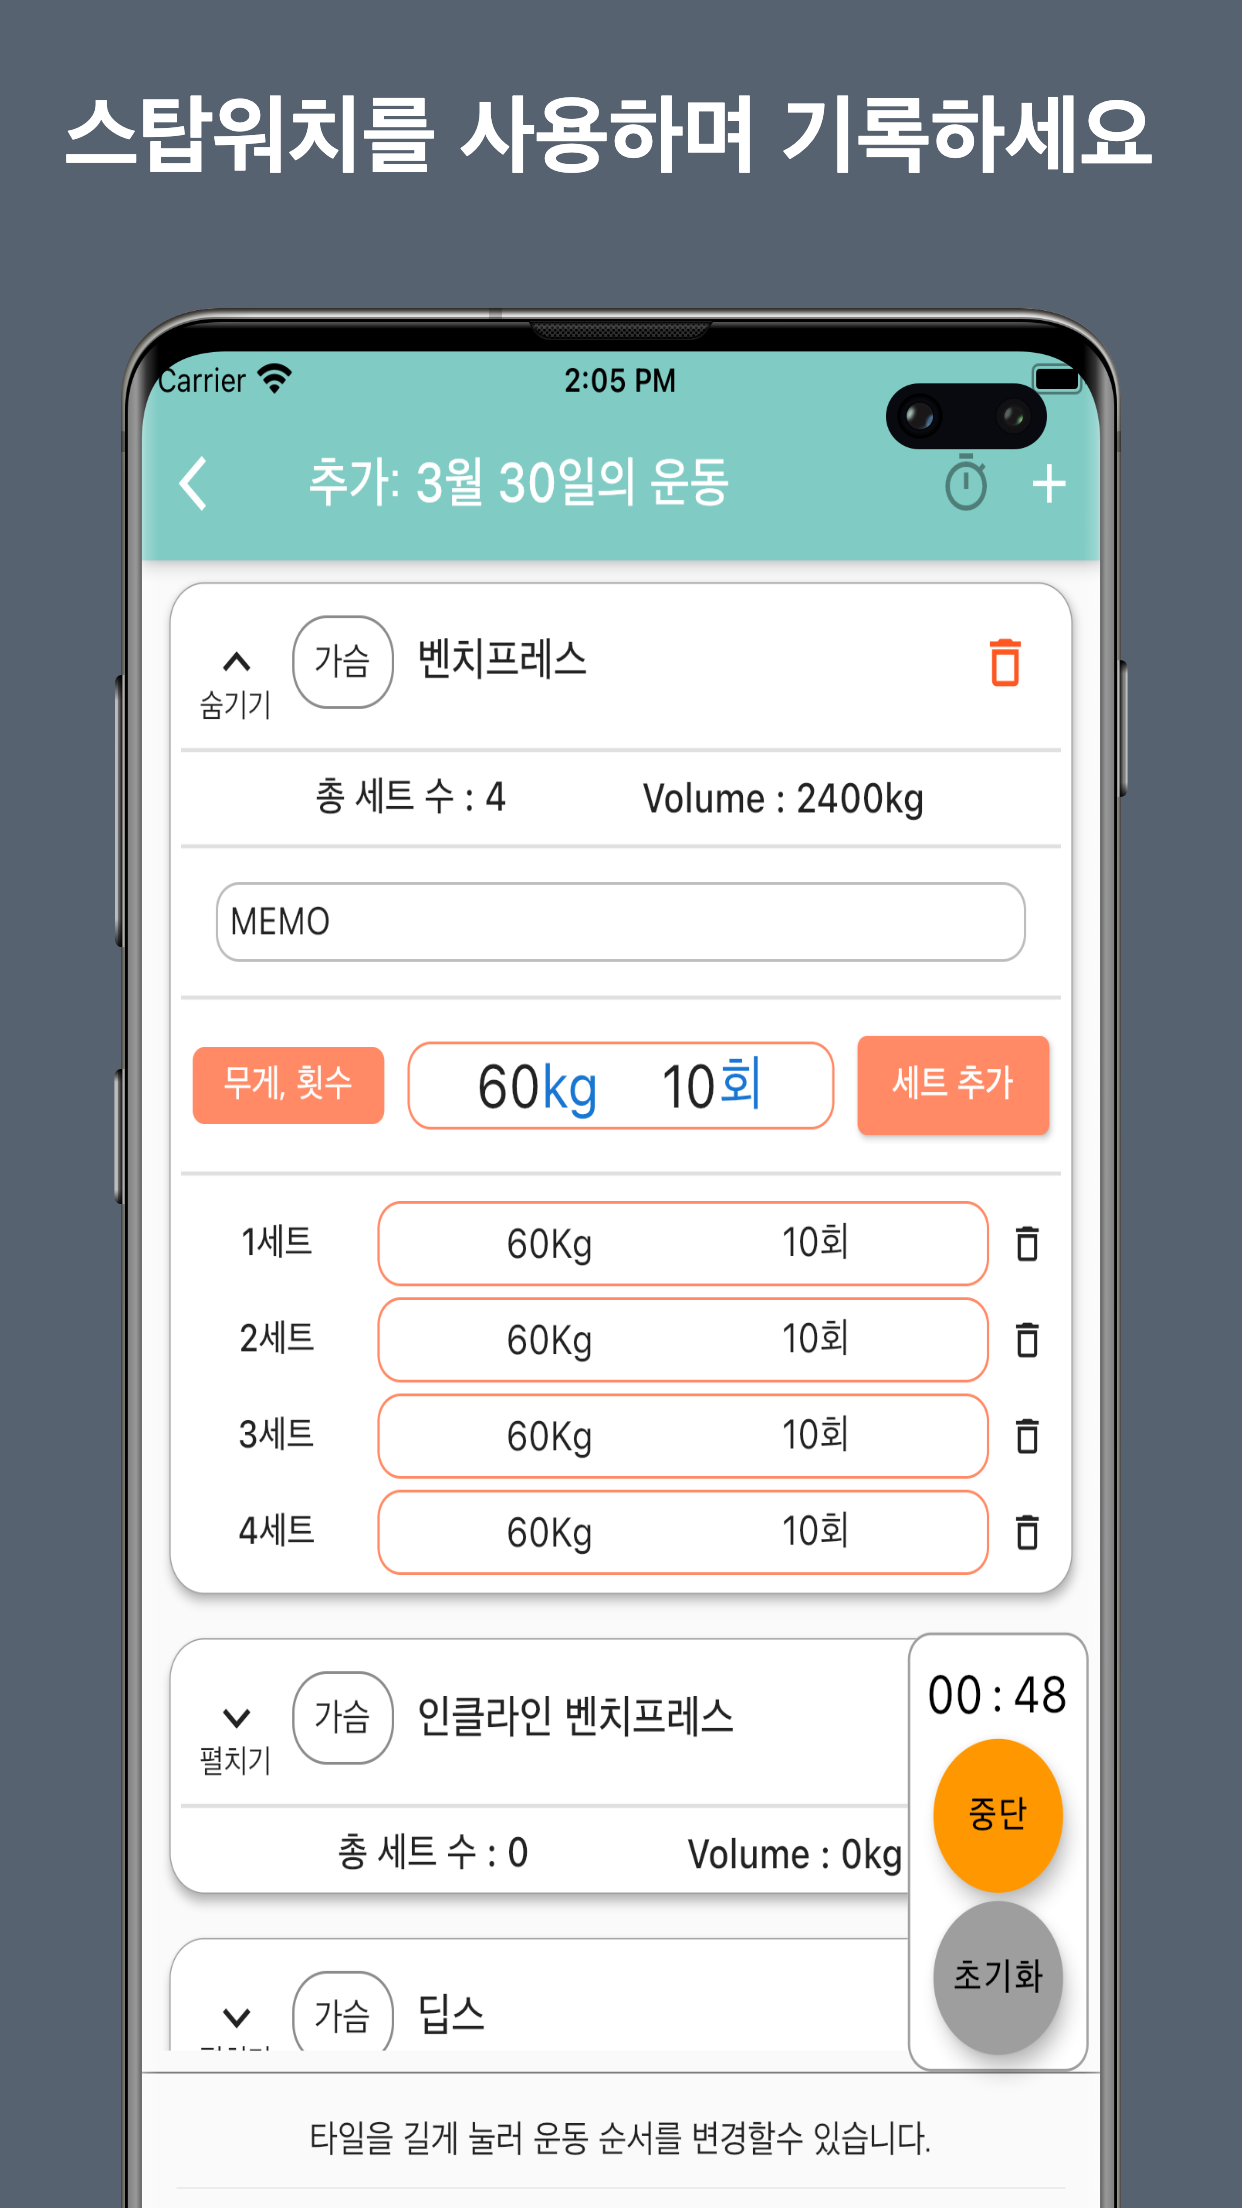 스탑워치를 사용하며 기록하세요
Carrier 2:05 PM
추가: 3월 30일의 운동
가슴 벤치프레스
숨기기
총 세트 수 : 4 Volume : 2400kg
MEMO
무게, 횟수 60kg 10회 세트 추가
1세트 60Kg 10회
2세트 60Kg 10회
3세트 60Kg 10회
4세트 60Kg 10회
가슴 인클라인 벤치프레스
펼치기
총 세트 수 : 0 Volume : 0kg
00 : 48
중단
초기화
가슴 딥스
타일을 길게 눌러 운동 순서를 변경할수 있습니다.